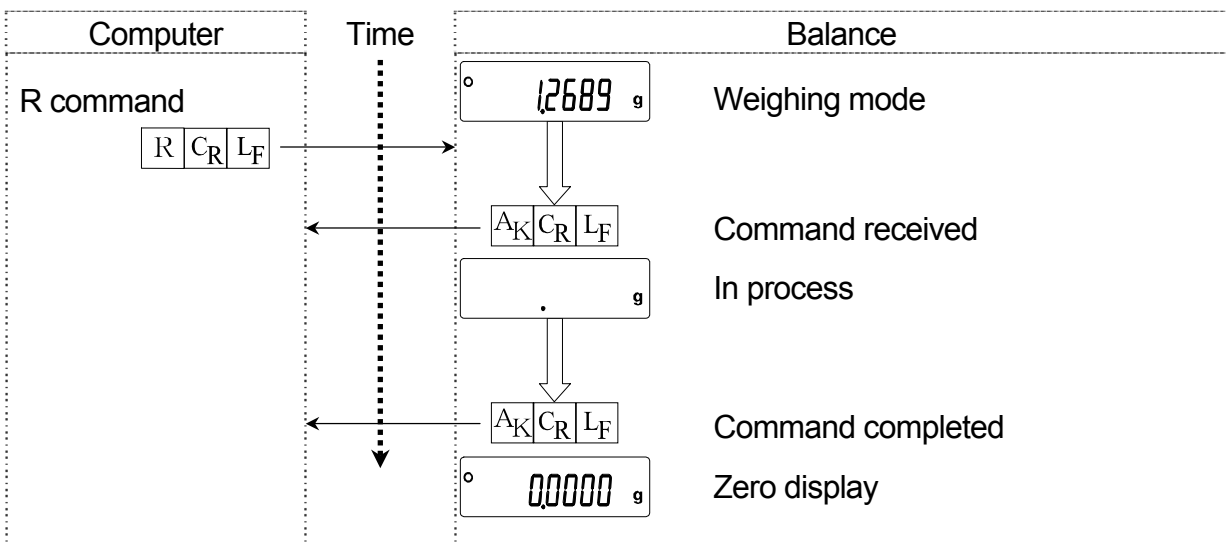 Computer Time Balance
R command
1.2689 g Weighing mode
R CR LF
AK CR LF Command received
. g In process
AK CR LF Command completed
0.0000 g Zero display